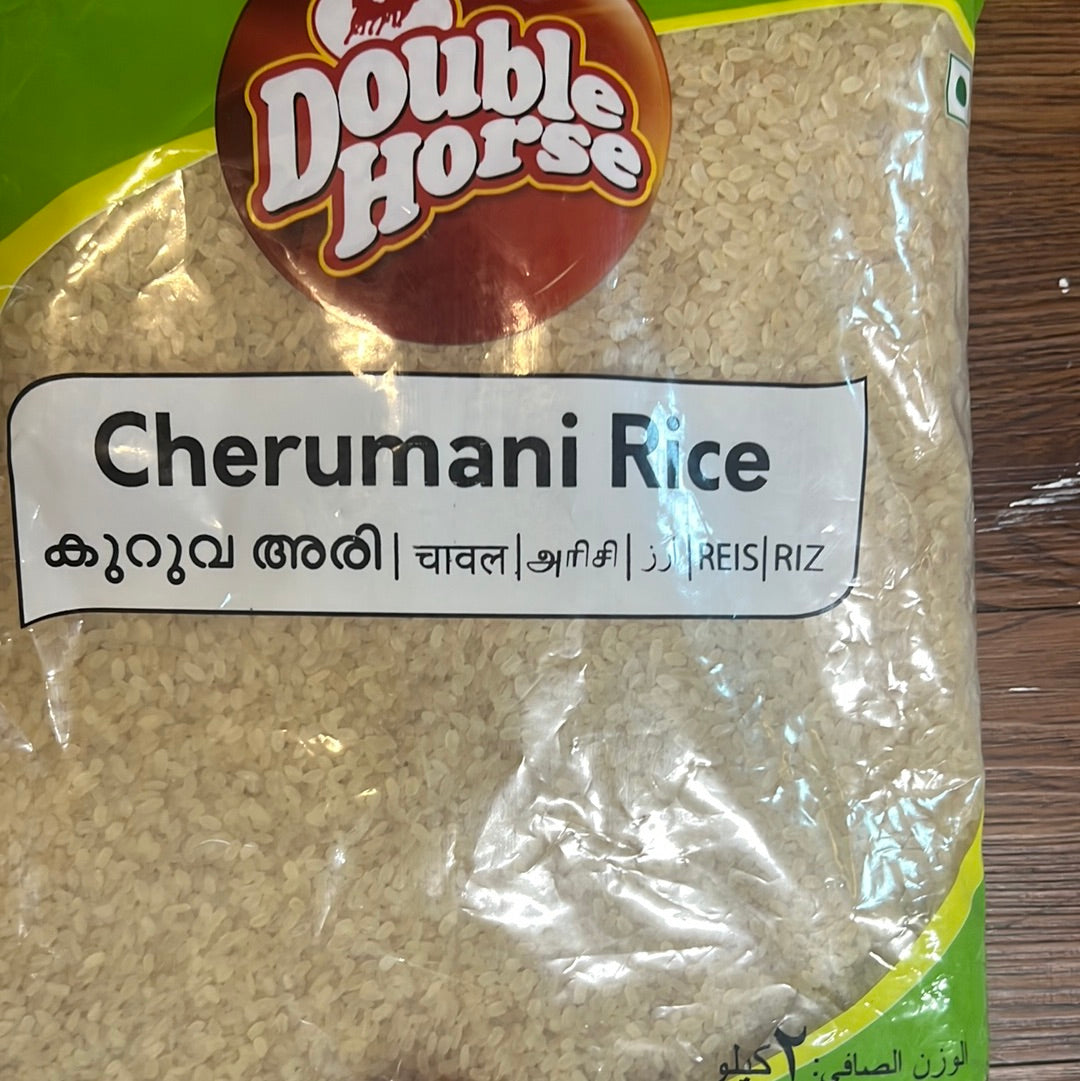 Double
Horse
Cherumani Rice
കുറുവ അരി | चावल | அரிசி | أرز | REIS | RIZ
الوزن الصافي: ٢ كيلو